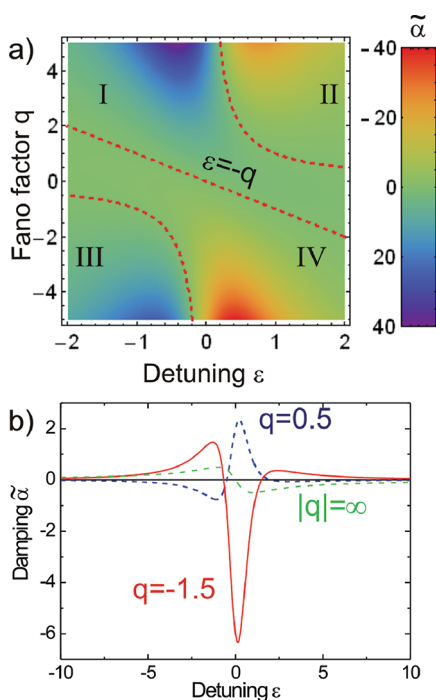 a)
α̃
Fano factor q
4
2
0
-2
-4
I
II
ε=-q
III
IV
-40
-20
0
20
40
−2
−1
0
1
2
Detuning ε
b)
Damping α̃
2
0
-2
-4
-6
q=0.5
|q|=∞
q=-1.5
-10
-5
0
5
10
Detuning ε